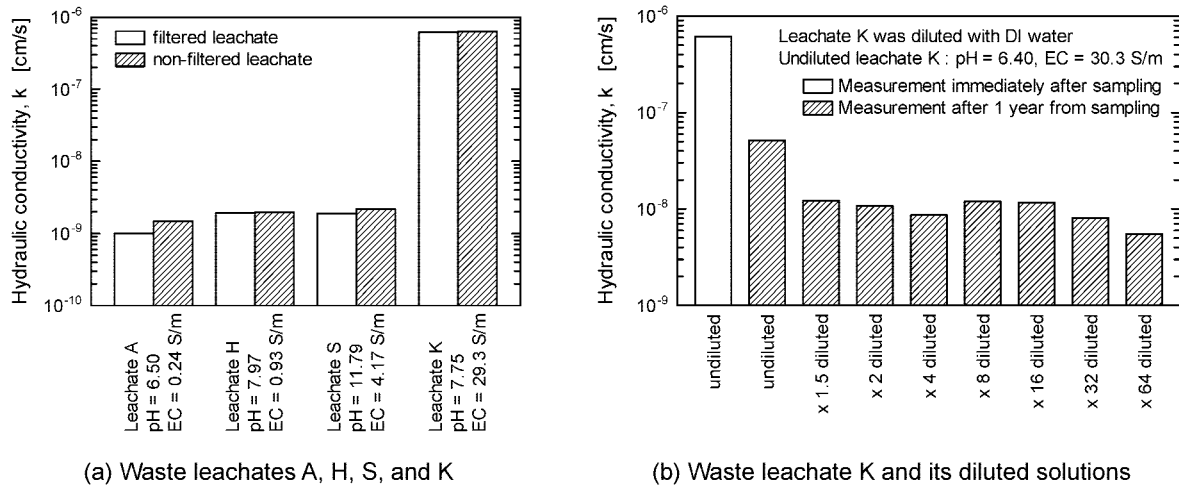 Hydraulic conductivity, k [cm/s]
10-6
10-7
10-8
10-9
10-10
filtered leachate
non-filtered leachate
Leachate A
pH = 6.50
EC = 0.24 S/m
Leachate H
pH = 7.97
EC = 0.93 S/m
Leachate S
pH = 11.79
EC = 4.17 S/m
Leachate K
pH = 7.75
EC = 29.3 S/m
(a) Waste leachates A, H, S, and K
Hydraulic conductivity, k [cm/s]
10-6
10-7
10-8
10-9
Leachate K was diluted with DI water
Undiluted leachate K : pH = 6.40, EC = 30.3 S/m
Measurement immediately after sampling
Measurement after 1 year from sampling
undiluted
undiluted
x 1.5 diluted
x 2 diluted
x 4 diluted
x 8 diluted
x 16 diluted
x 32 diluted
x 64 diluted
(b) Waste leachate K and its diluted solutions